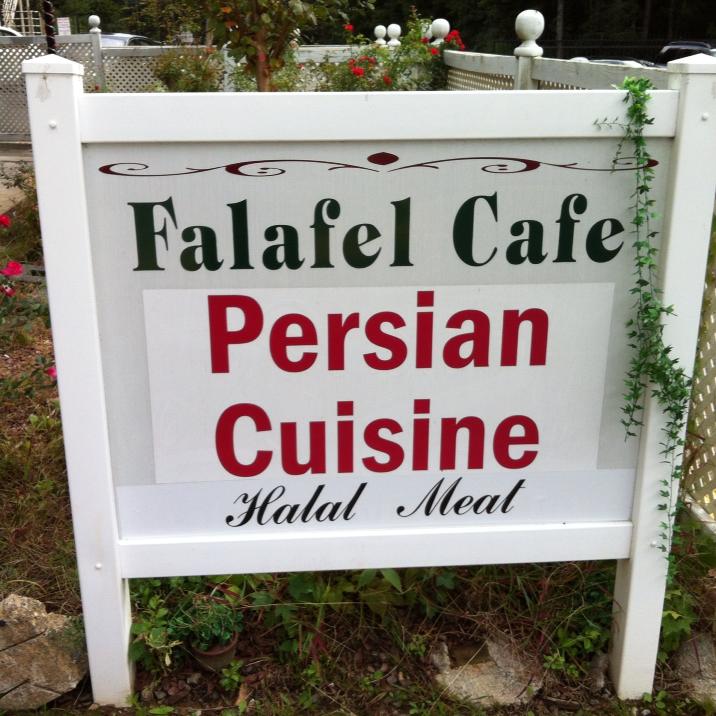 Falafel Cafe
Persian
Cuisine
Halal Meat